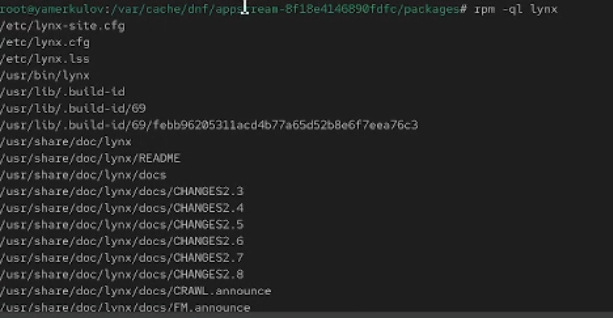 root@yamerkulov:/var/cache/dnf/appstream-8f18e4146890fdfc/packages# rpm -ql lynx
/etc/lynx-site.cfg
/etc/lynx.cfg
/etc/lynx.lss
/usr/bin/lynx
/usr/lib/.build-id
/usr/lib/.build-id/69
/usr/lib/.build-id/69/febb96205311acd4b77a65d52b8e6f7eea76c3
/usr/share/doc/lynx
/usr/share/doc/lynx/README
/usr/share/doc/lynx/docs
/usr/share/doc/lynx/docs/CHANGES2.3
/usr/share/doc/lynx/docs/CHANGES2.4
/usr/share/doc/lynx/docs/CHANGES2.5
/usr/share/doc/lynx/docs/CHANGES2.6
/usr/share/doc/lynx/docs/CHANGES2.7
/usr/share/doc/lynx/docs/CHANGES2.8
/usr/share/doc/lynx/docs/CRAWL.announce
/usr/share/doc/lynx/docs/FM.announce